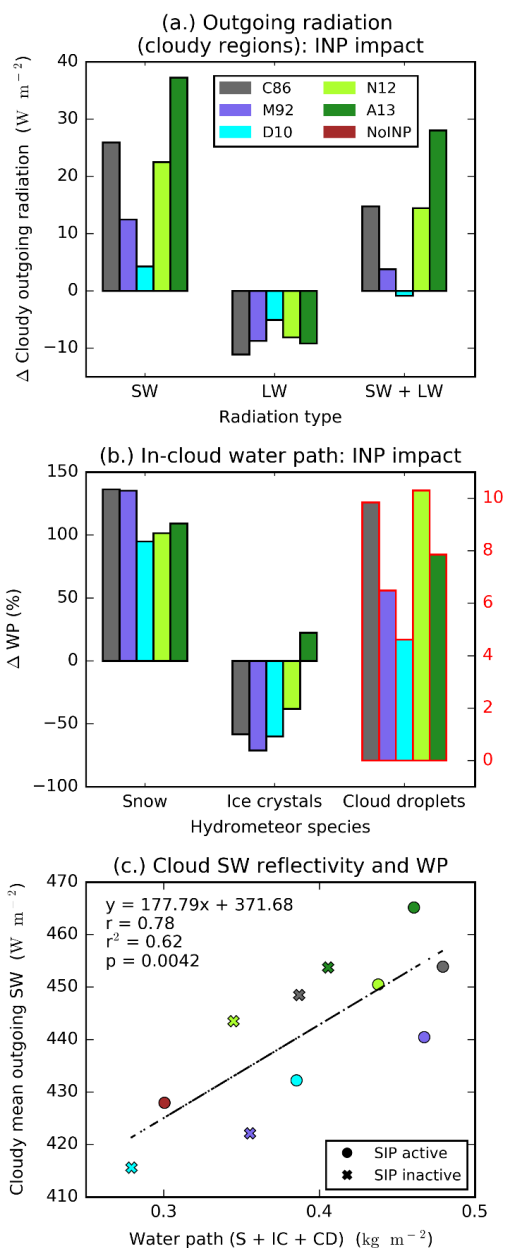 (a.) Outgoing radiation
(cloudy regions): INP impact
Δ Cloudy outgoing radiation (W m⁻²)
40
30
20
10
0
−10
C86
M92
D10
N12
A13
NoINP
SW
LW
SW + LW
Radiation type
(b.) In-cloud water path: INP impact
Δ WP (%)
150
100
50
0
−50
−100
10
8
6
4
2
0
Snow
Ice crystals
Cloud droplets
Hydrometeor species
(c.) Cloud SW reflectivity and WP
Cloudy mean outgoing SW (W m⁻²)
470
460
450
440
430
420
410
y = 177.79x + 371.68
r = 0.78
r² = 0.62
p = 0.0042
SIP active
SIP inactive
0.3
0.4
0.5
Water path (S + IC + CD) (kg m⁻²)